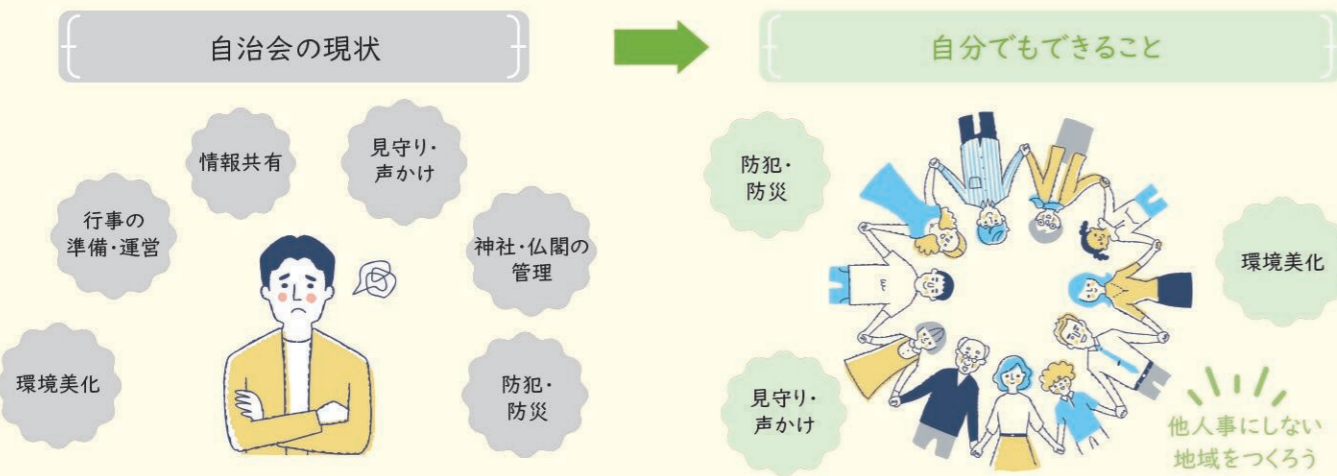 自治会の現状
情報共有
見守り・
声かけ
行事の
準備・運営
神社・仏閣の
管理
環境美化
防犯・
防災
自分でもできること
防犯・
防災
環境美化
見守り・
声かけ
他人事にしない
地域をつくろう